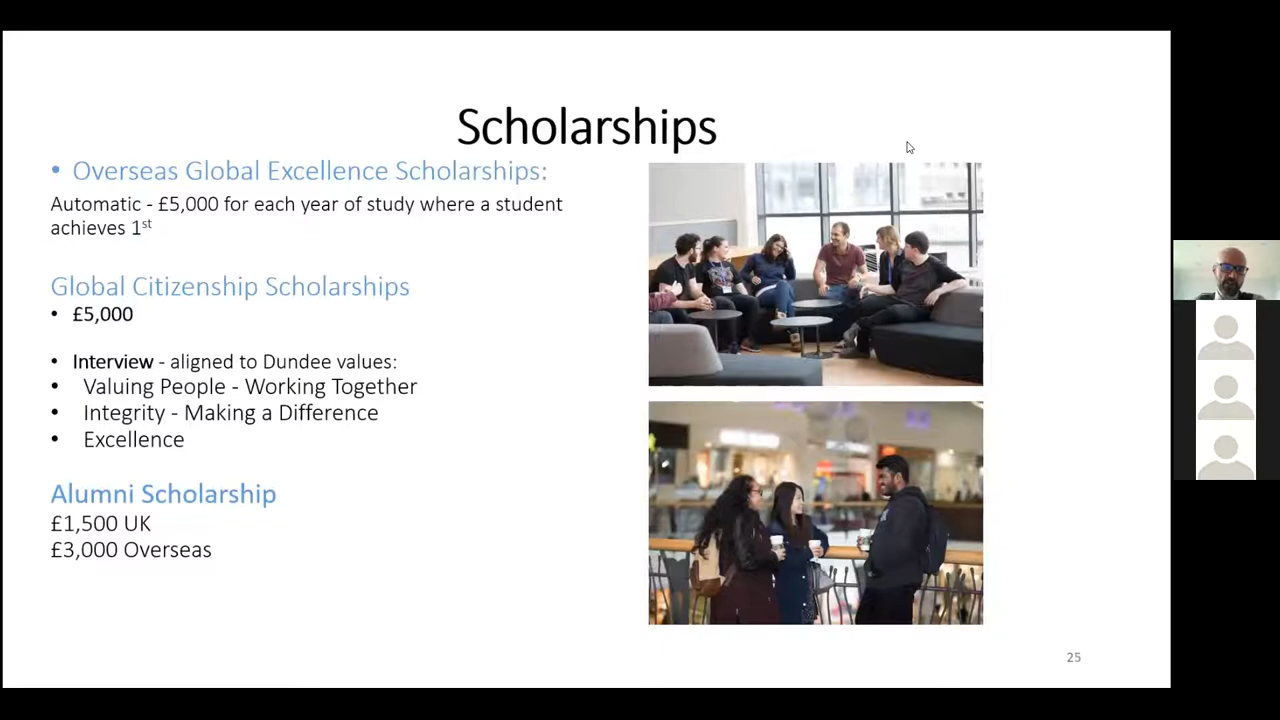 Scholarships
• Overseas Global Excellence Scholarships:
Automatic - £5,000 for each year of study where a student
achieves 1st
Global Citizenship Scholarships
• £5,000
• Interview - aligned to Dundee values:
• Valuing People - Working Together
• Integrity - Making a Difference
• Excellence
Alumni Scholarship
£1,500 UK
£3,000 Overseas
25